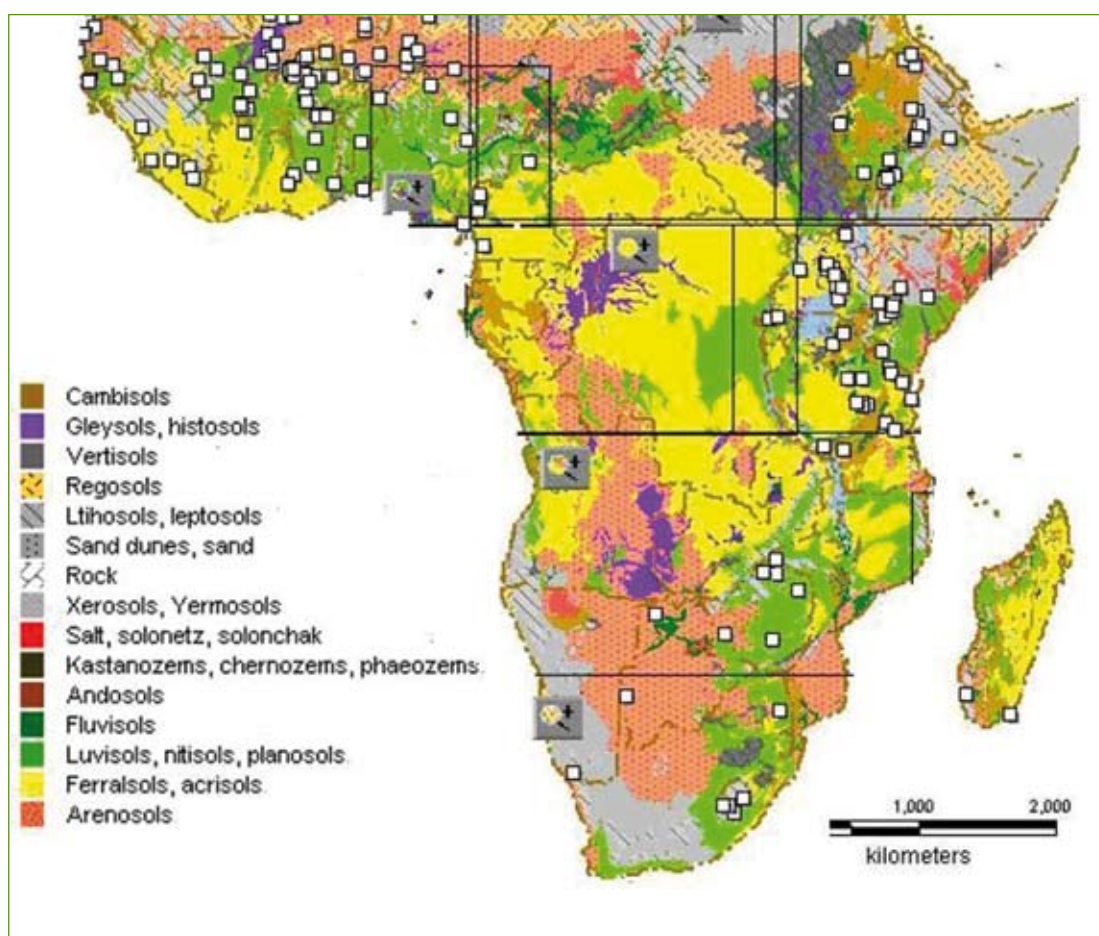 Cambisols
Gleysols, histosols
Vertisols
Regosols
Ltihosols, leptosols
Sand dunes, sand
Rock
Xerosols, Yermosols
Salt, solonetz, solonchak
Kastanozems, chernozems, phaeozems.
Andosols
Fluvisols
Luvisols, nitisols, planosols
Ferralsols, acrisols
Arenosols
1,000 2,000
kilometers